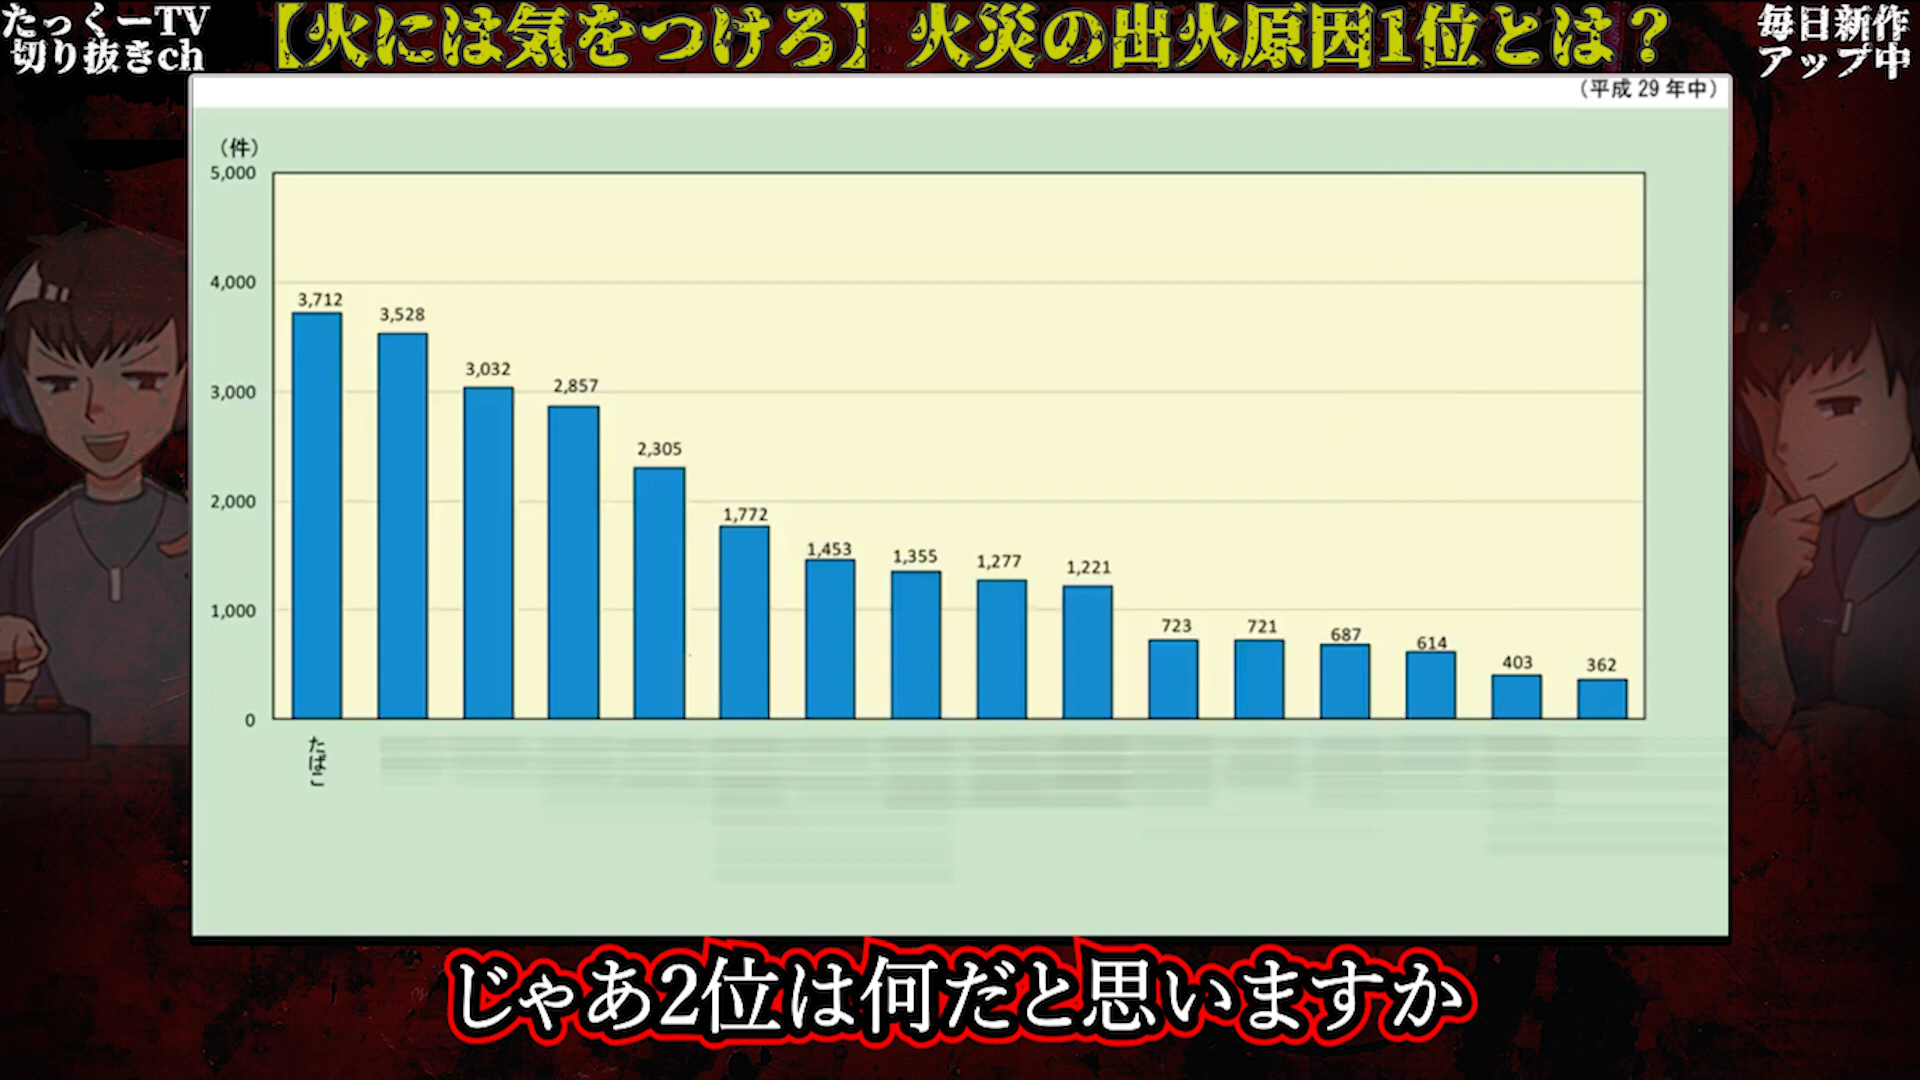 たっくーTV
切り抜きch
【火には気をつけろ】火災の出火原因1位とは？
毎日新作
アップ中
（平成29年中）
（件）
5,000
4,000
3,000
2,000
1,000
0
3,712
3,528
3,032
2,857
2,305
1,772
1,453
1,355
1,277
1,221
723
721
687
614
403
362
たばこ
じゃあ2位は何だと思いますか